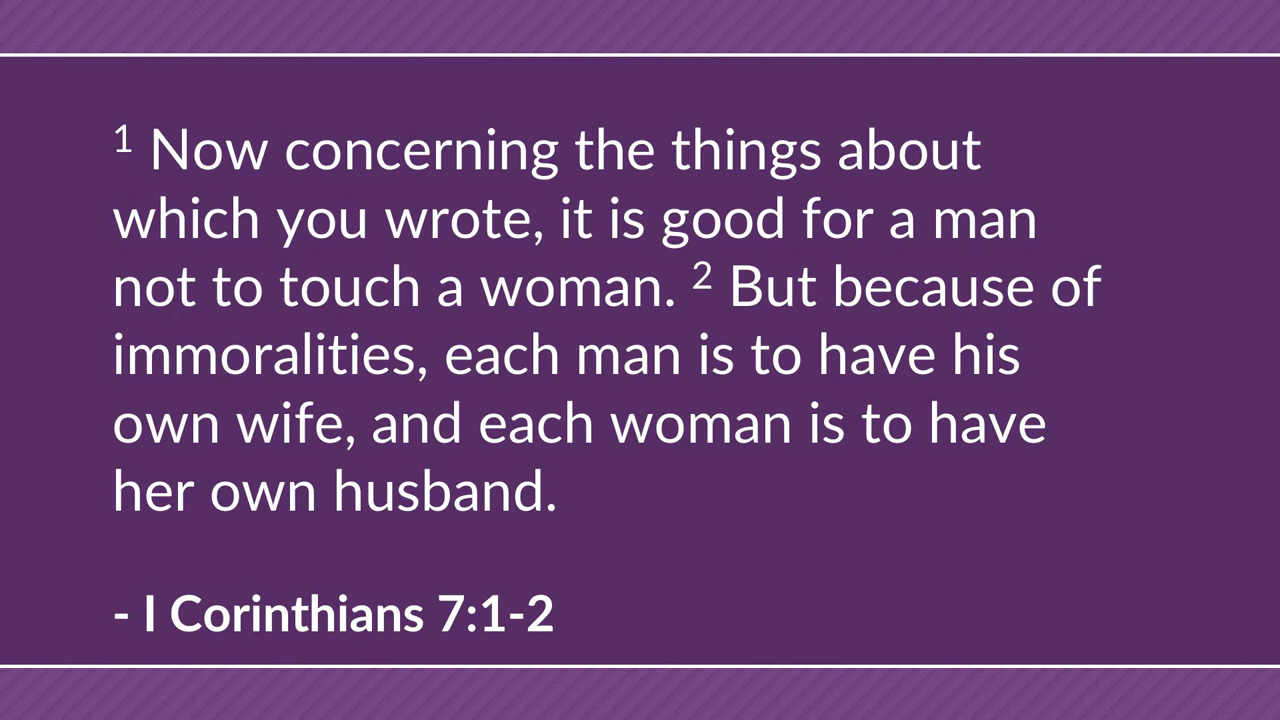 1 Now concerning the things about
which you wrote, it is good for a man
not to touch a woman. 2 But because of
immoralities, each man is to have his
own wife, and each woman is to have
her own husband.
- I Corinthians 7:1-2